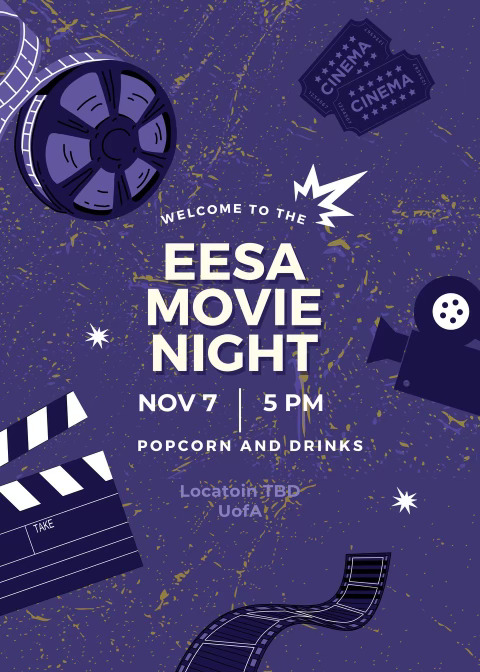 CINEMA
CINEMA
WELCOME TO THE
EESA
MOVIE
NIGHT
NOV 7 | 5 PM
POPCORN AND DRINKS
Locatoin TBD
UofA
TAKE